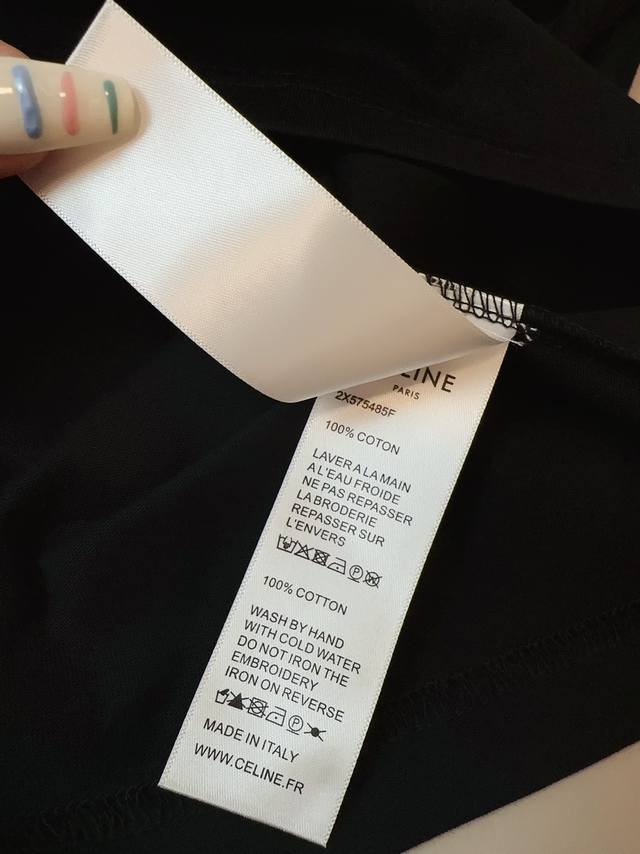 PARIS
2X575485F
100% COTON
LAVER A LA MAIN
A L'EAU FROIDE
NE PAS REPASSER
LA BRODERIE
REPASSER SUR
L'ENVERS
100% COTTON
WASH BY HAND
WITH COLD WATER
DO NOT IRON THE
EMBROIDERY
IRON ON REVERSE
MADE IN ITALY
WWW.CELINE.FR